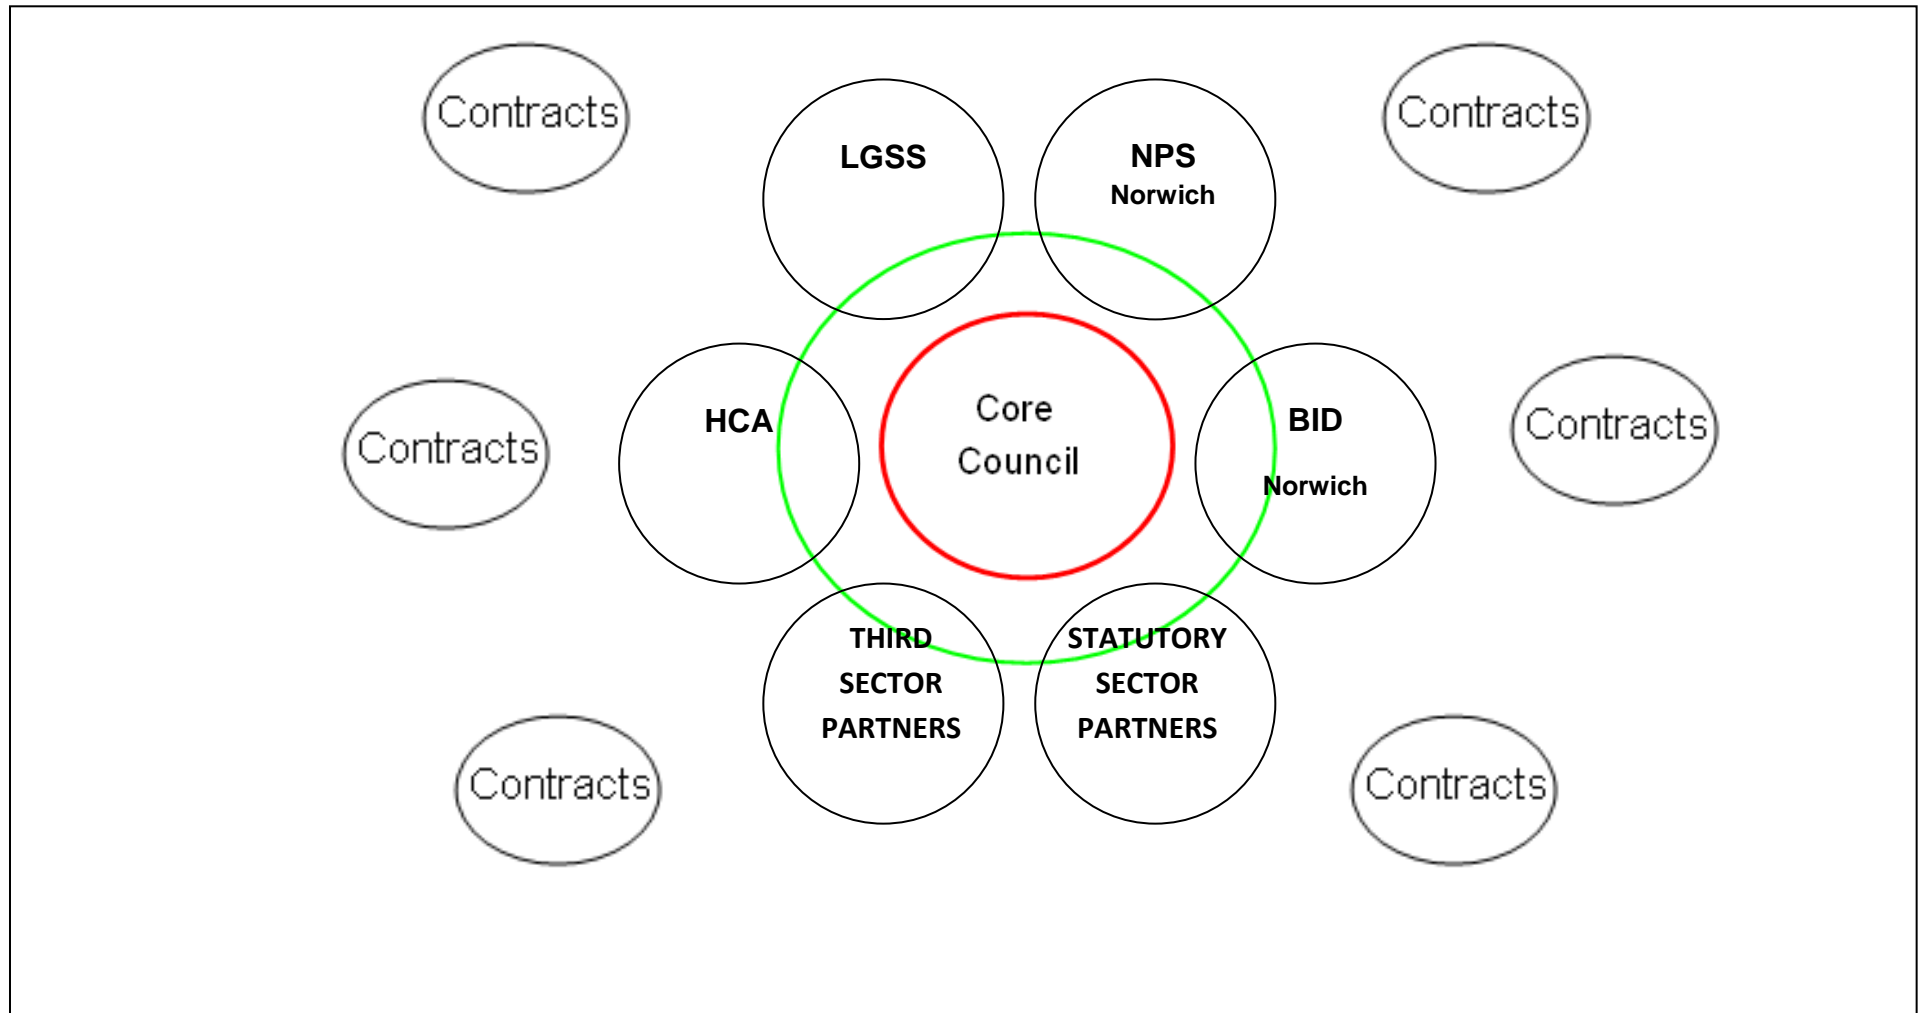 Contracts
Contracts
LGSS
NPS
Norwich
HCA
Core
Council
BID
Norwich
Contracts
Contracts
THIRD
SECTOR
PARTNERS
STATUTORY
SECTOR
PARTNERS
Contracts
Contracts